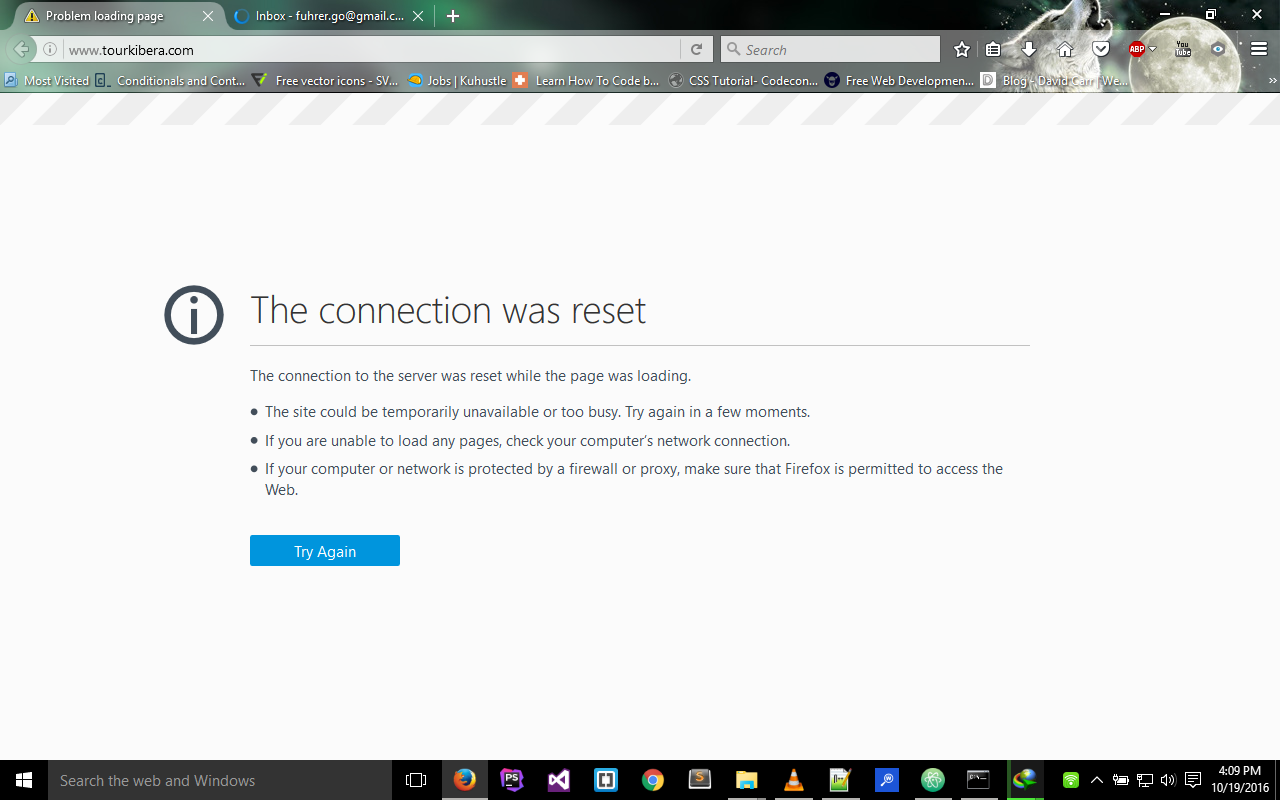 Problem loading page
Inbox - fuhrer.go@gmail.c...
www.tourkibera.com
Search
ABP
You Tube
Most Visited
Conditionals and Cont...
Free vector icons - SV...
Jobs | Kuhustle
Learn How To Code b...
CSS Tutorial- Codecon...
Free Web Developmen...
Blog - David Carr | We...
The connection was reset
The connection to the server was reset while the page was loading.
The site could be temporarily unavailable or too busy. Try again in a few moments.
If you are unable to load any pages, check your computer’s network connection.
If your computer or network is protected by a firewall or proxy, make sure that Firefox is permitted to access the
Web.
Try Again
Search the web and Windows
PS
S
4:09 PM
10/19/2016